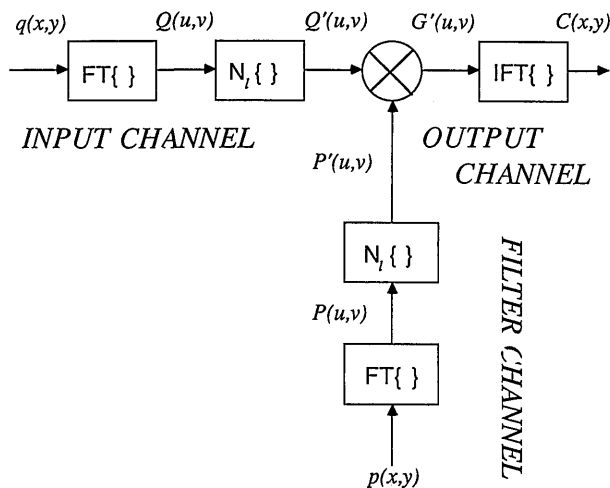 q(x,y) Q(u,v) Q'(u,v) G'(u,v) C(x,y)
FT{ } N_l{ } IFT{ }
INPUT CHANNEL OUTPUT
CHANNEL
P'(u,v)
N_l{ }
P(u,v)
FT{ }
p(x,y)
FILTER CHANNEL